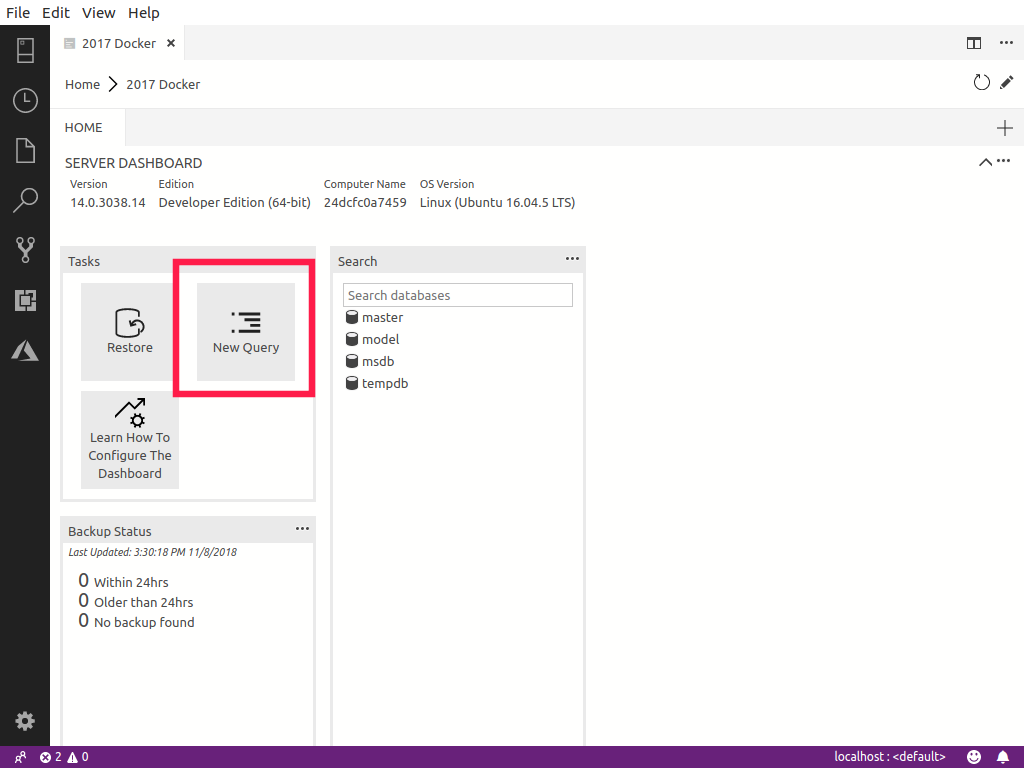 File Edit View Help
2017 Docker
Home 2017 Docker
HOME
SERVER DASHBOARD
Version Edition Computer Name OS Version
14.0.3038.14 Developer Edition (64-bit) 24dcfc0a7459 Linux (Ubuntu 16.04.5 LTS)
Tasks
Restore
New Query
Learn How To
Configure The
Dashboard
Search
Search databases
master
model
msdb
tempdb
Backup Status
Last Updated: 3:30:18 PM 11/8/2018
0 Within 24hrs
0 Older than 24hrs
0 No backup found
2 0 localhost : <default>